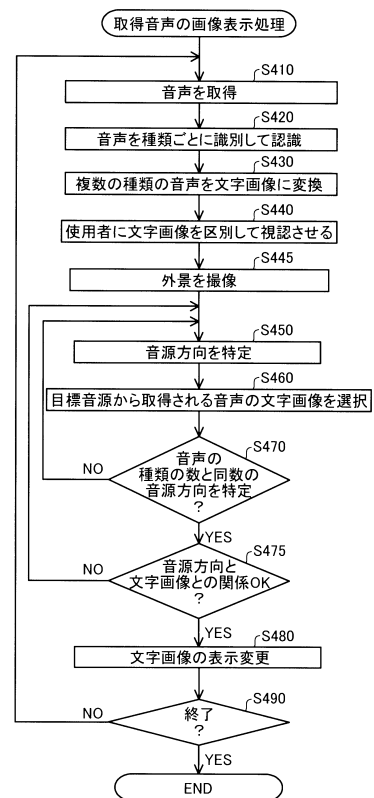 取得音声の画像表示処理
S410
音声を取得
S420
音声を種類ごとに識別して認識
S430
複数の種類の音声を文字画像に変換
S440
使用者に文字画像を区別して視認させる
S445
外景を撮像
S450
音源方向を特定
S460
目標音源から取得される音声の文字画像を選択
S470
音声の
種類の数と同数の
音源方向を特定
?
NO
YES
S475
音源方向と
文字画像との関係OK
?
NO
YES
S480
文字画像の表示変更
S490
終了
?
NO
YES
END